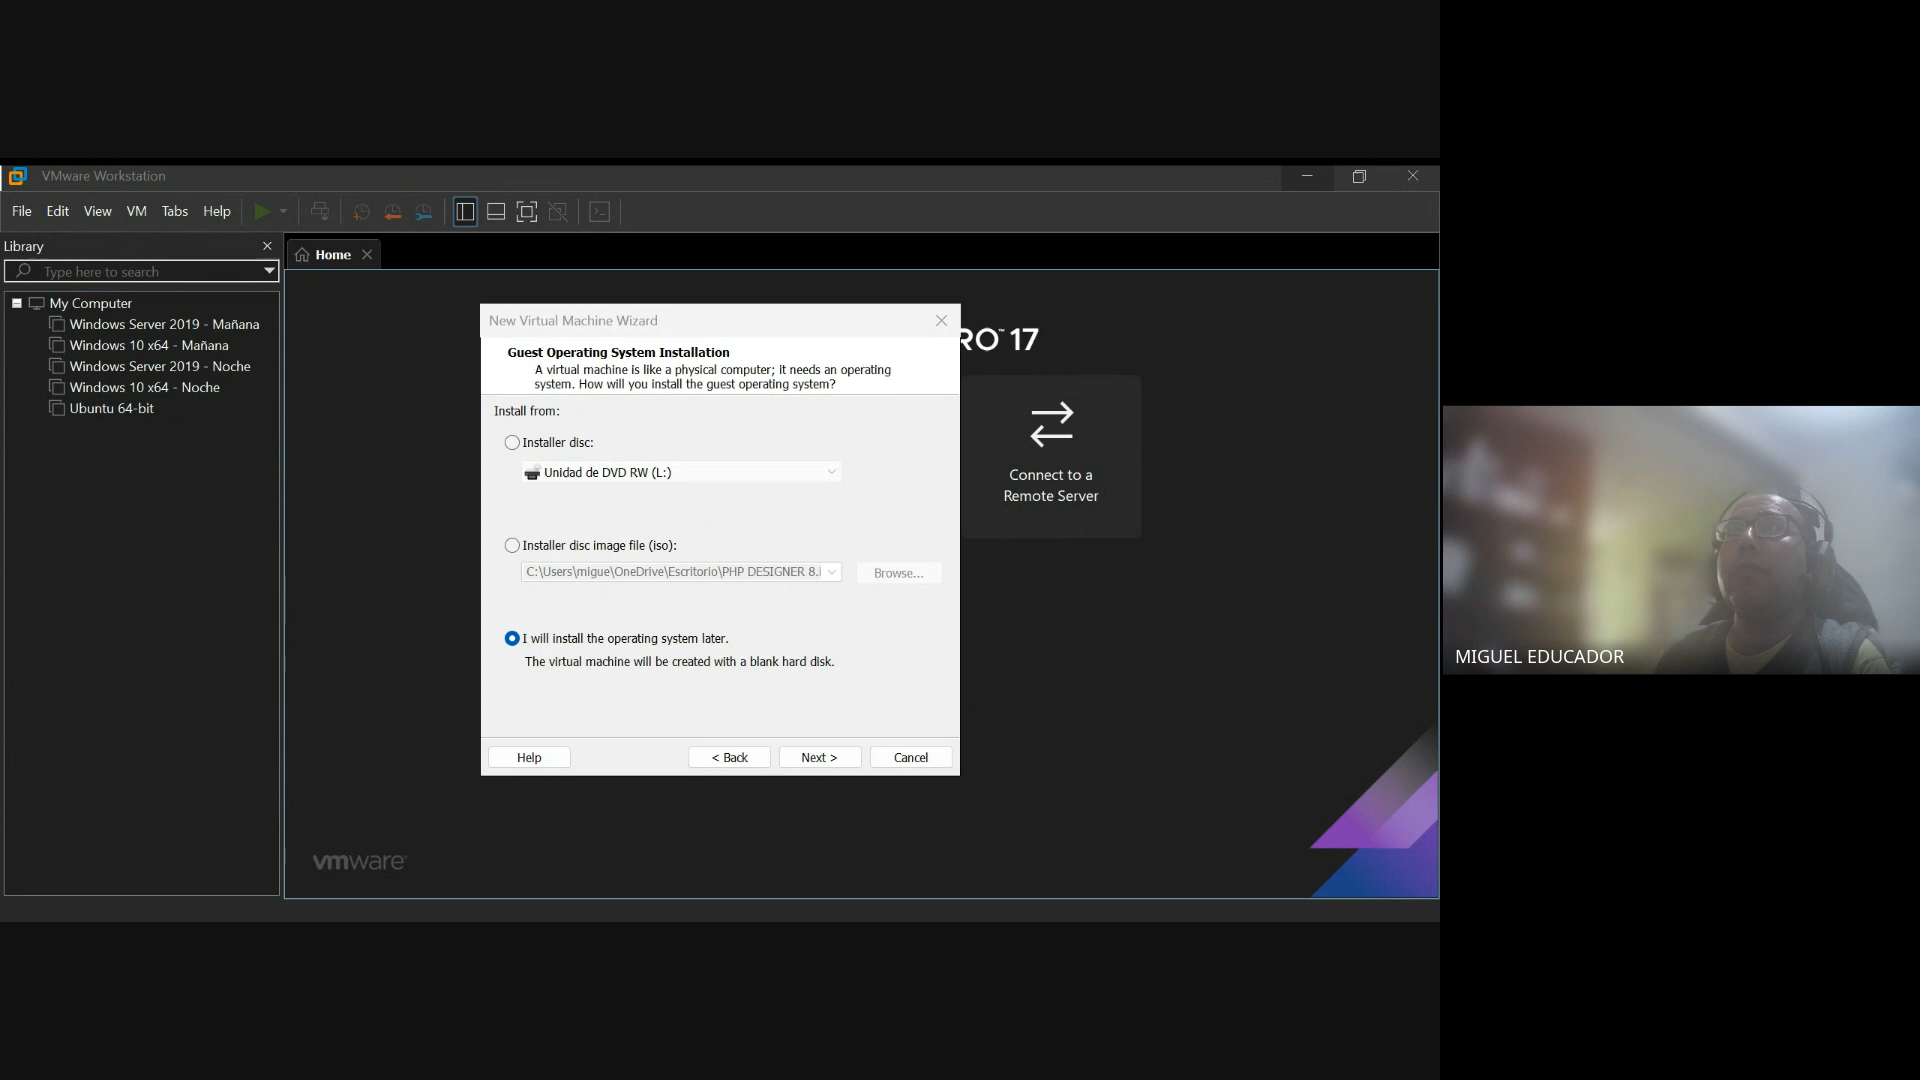 VMware Workstation
File Edit View VM Tabs Help
Library
Type here to search
My Computer
Windows Server 2019 - Mañana
Windows 10 x64 - Mañana
Windows Server 2019 - Noche
Windows 10 x64 - Noche
Ubuntu 64-bit
Home
RO™ 17
Connect to a
Remote Server
New Virtual Machine Wizard
Guest Operating System Installation
A virtual machine is like a physical computer; it needs an operating
system. How will you install the guest operating system?
Install from:
Installer disc:
Unidad de DVD RW (L:)
Installer disc image file (iso):
C:\Users\migue\OneDrive\Escritorio\PHP DESIGNER 8.i
Browse...
I will install the operating system later.
The virtual machine will be created with a blank hard disk.
Help
< Back
Next >
Cancel
vmware
MIGUEL EDUCADOR